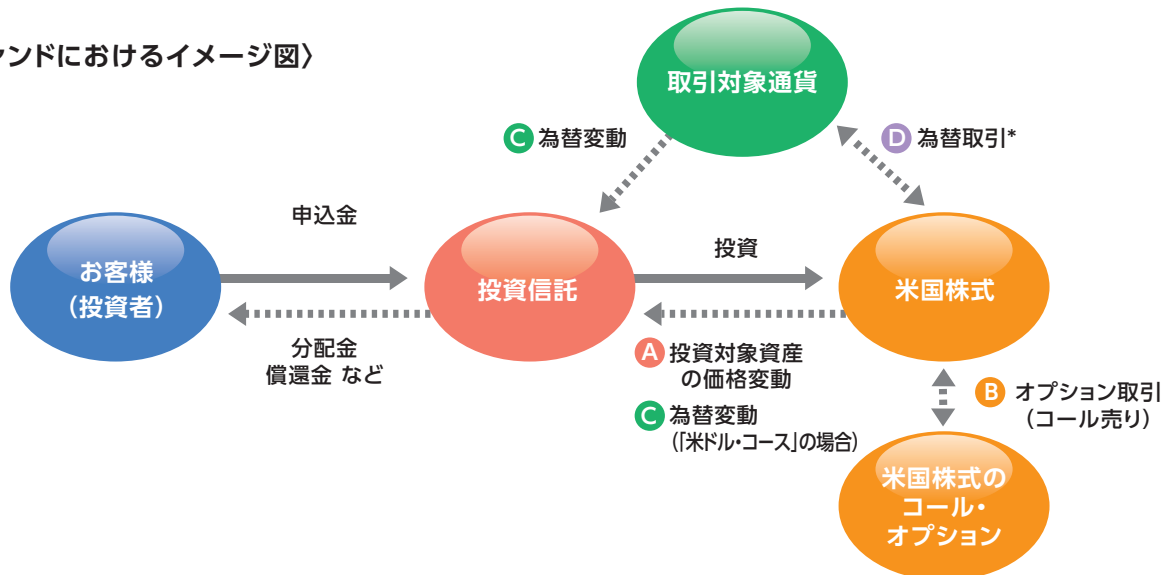 ンドにおけるイメージ図〉
取引対象通貨
C 為替変動
D 為替取引*
申込金
投資
お客様
（投資者）
投資信託
米国株式
分配金
償還金 など
A 投資対象資産
の価格変動
C 為替変動
（「米ドル・コース」の場合）
B オプション取引
（コール売り）
米国株式の
コール・
オプション